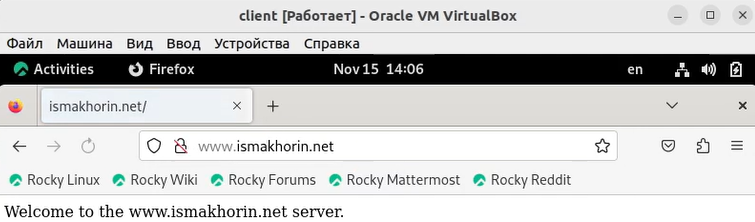 client [Работает] - Oracle VM VirtualBox
Файл Машина Вид Ввод Устройства Справка
Activities Firefox Nov 15 14:06 en
ismakhorin.net/
www.ismakhorin.net
Rocky Linux Rocky Wiki Rocky Forums Rocky Mattermost Rocky Reddit
Welcome to the www.ismakhorin.net server.